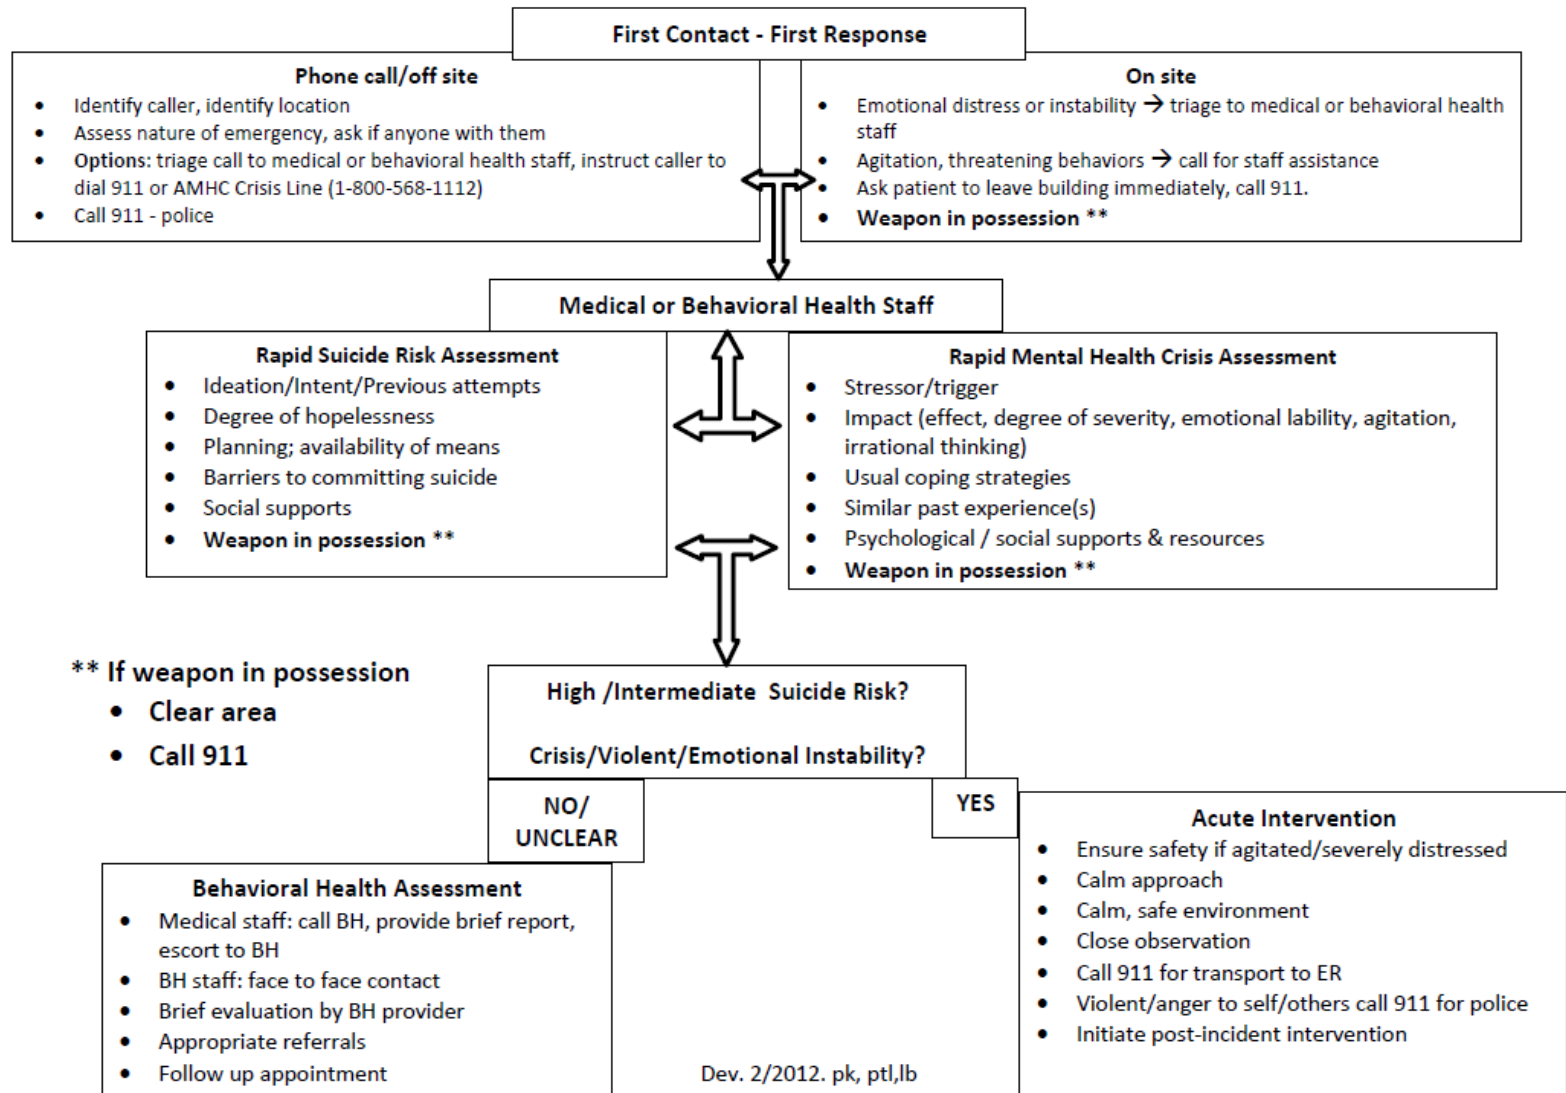 First Contact - First Response
Phone call/off site
• Identify caller, identify location
• Assess nature of emergency, ask if anyone with them
• Options: triage call to medical or behavioral health staff, instruct caller to
dial 911 or AMHC Crisis Line (1-800-568-1112)
• Call 911 - police
On site
• Emotional distress or instability → triage to medical or behavioral health
staff
• Agitation, threatening behaviors → call for staff assistance
• Ask patient to leave building immediately, call 911.
• Weapon in possession **
Medical or Behavioral Health Staff
Rapid Suicide Risk Assessment
• Ideation/Intent/Previous attempts
• Degree of hopelessness
• Planning; availability of means
• Barriers to committing suicide
• Social supports
• Weapon in possession **
Rapid Mental Health Crisis Assessment
• Stressor/trigger
• Impact (effect, degree of severity, emotional lability, agitation,
irrational thinking)
• Usual coping strategies
• Similar past experience(s)
• Psychological / social supports & resources
• Weapon in possession **
** If weapon in possession
• Clear area
• Call 911
High /Intermediate Suicide Risk?
Crisis/Violent/Emotional Instability?
NO/
UNCLEAR
YES
Behavioral Health Assessment
• Medical staff: call BH, provide brief report,
escort to BH
• BH staff: face to face contact
• Brief evaluation by BH provider
• Appropriate referrals
• Follow up appointment
Acute Intervention
• Ensure safety if agitated/severely distressed
• Calm approach
• Calm, safe environment
• Close observation
• Call 911 for transport to ER
• Violent/anger to self/others call 911 for police
• Initiate post-incident intervention
Dev. 2/2012. pk, ptl,lb